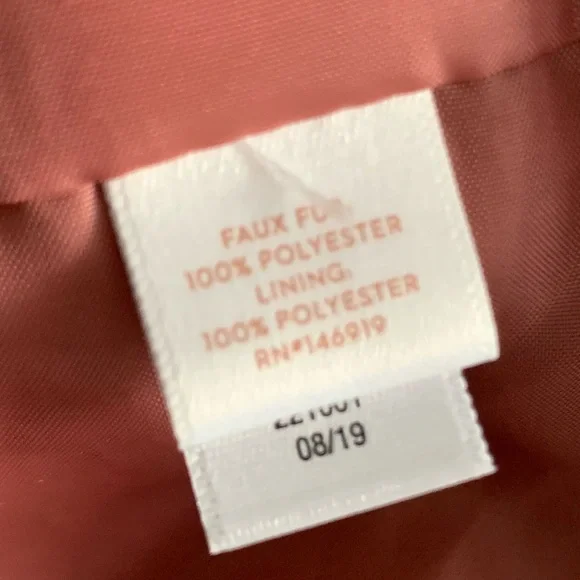 FAUX FUR:
100% POLYESTER
LINING:
100% POLYESTER
RN#146919
08/19